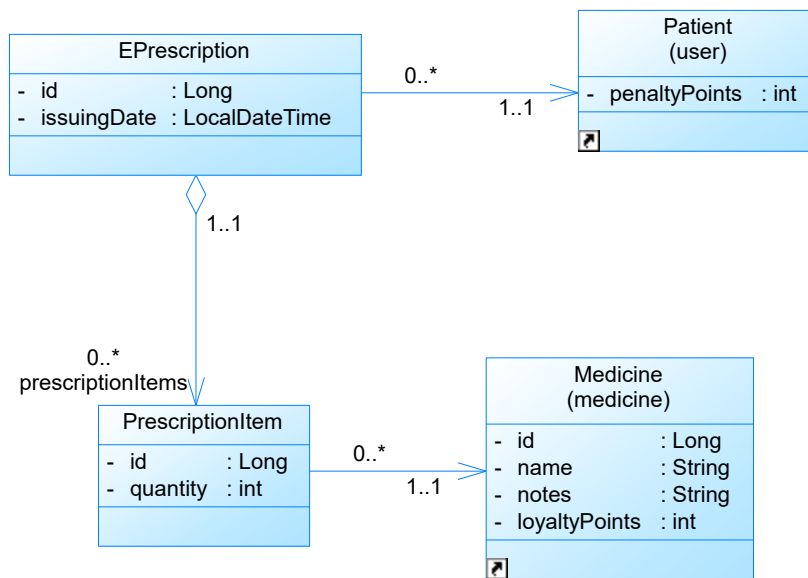 EPrescription
- id : Long
- issuingDate : LocalDateTime
0..*
1..1
Patient
(user)
- penaltyPoints : int
1..1
0..*
prescriptionItems
PrescriptionItem
- id : Long
- quantity : int
0..*
1..1
Medicine
(medicine)
- id : Long
- name : String
- notes : String
- loyaltyPoints : int